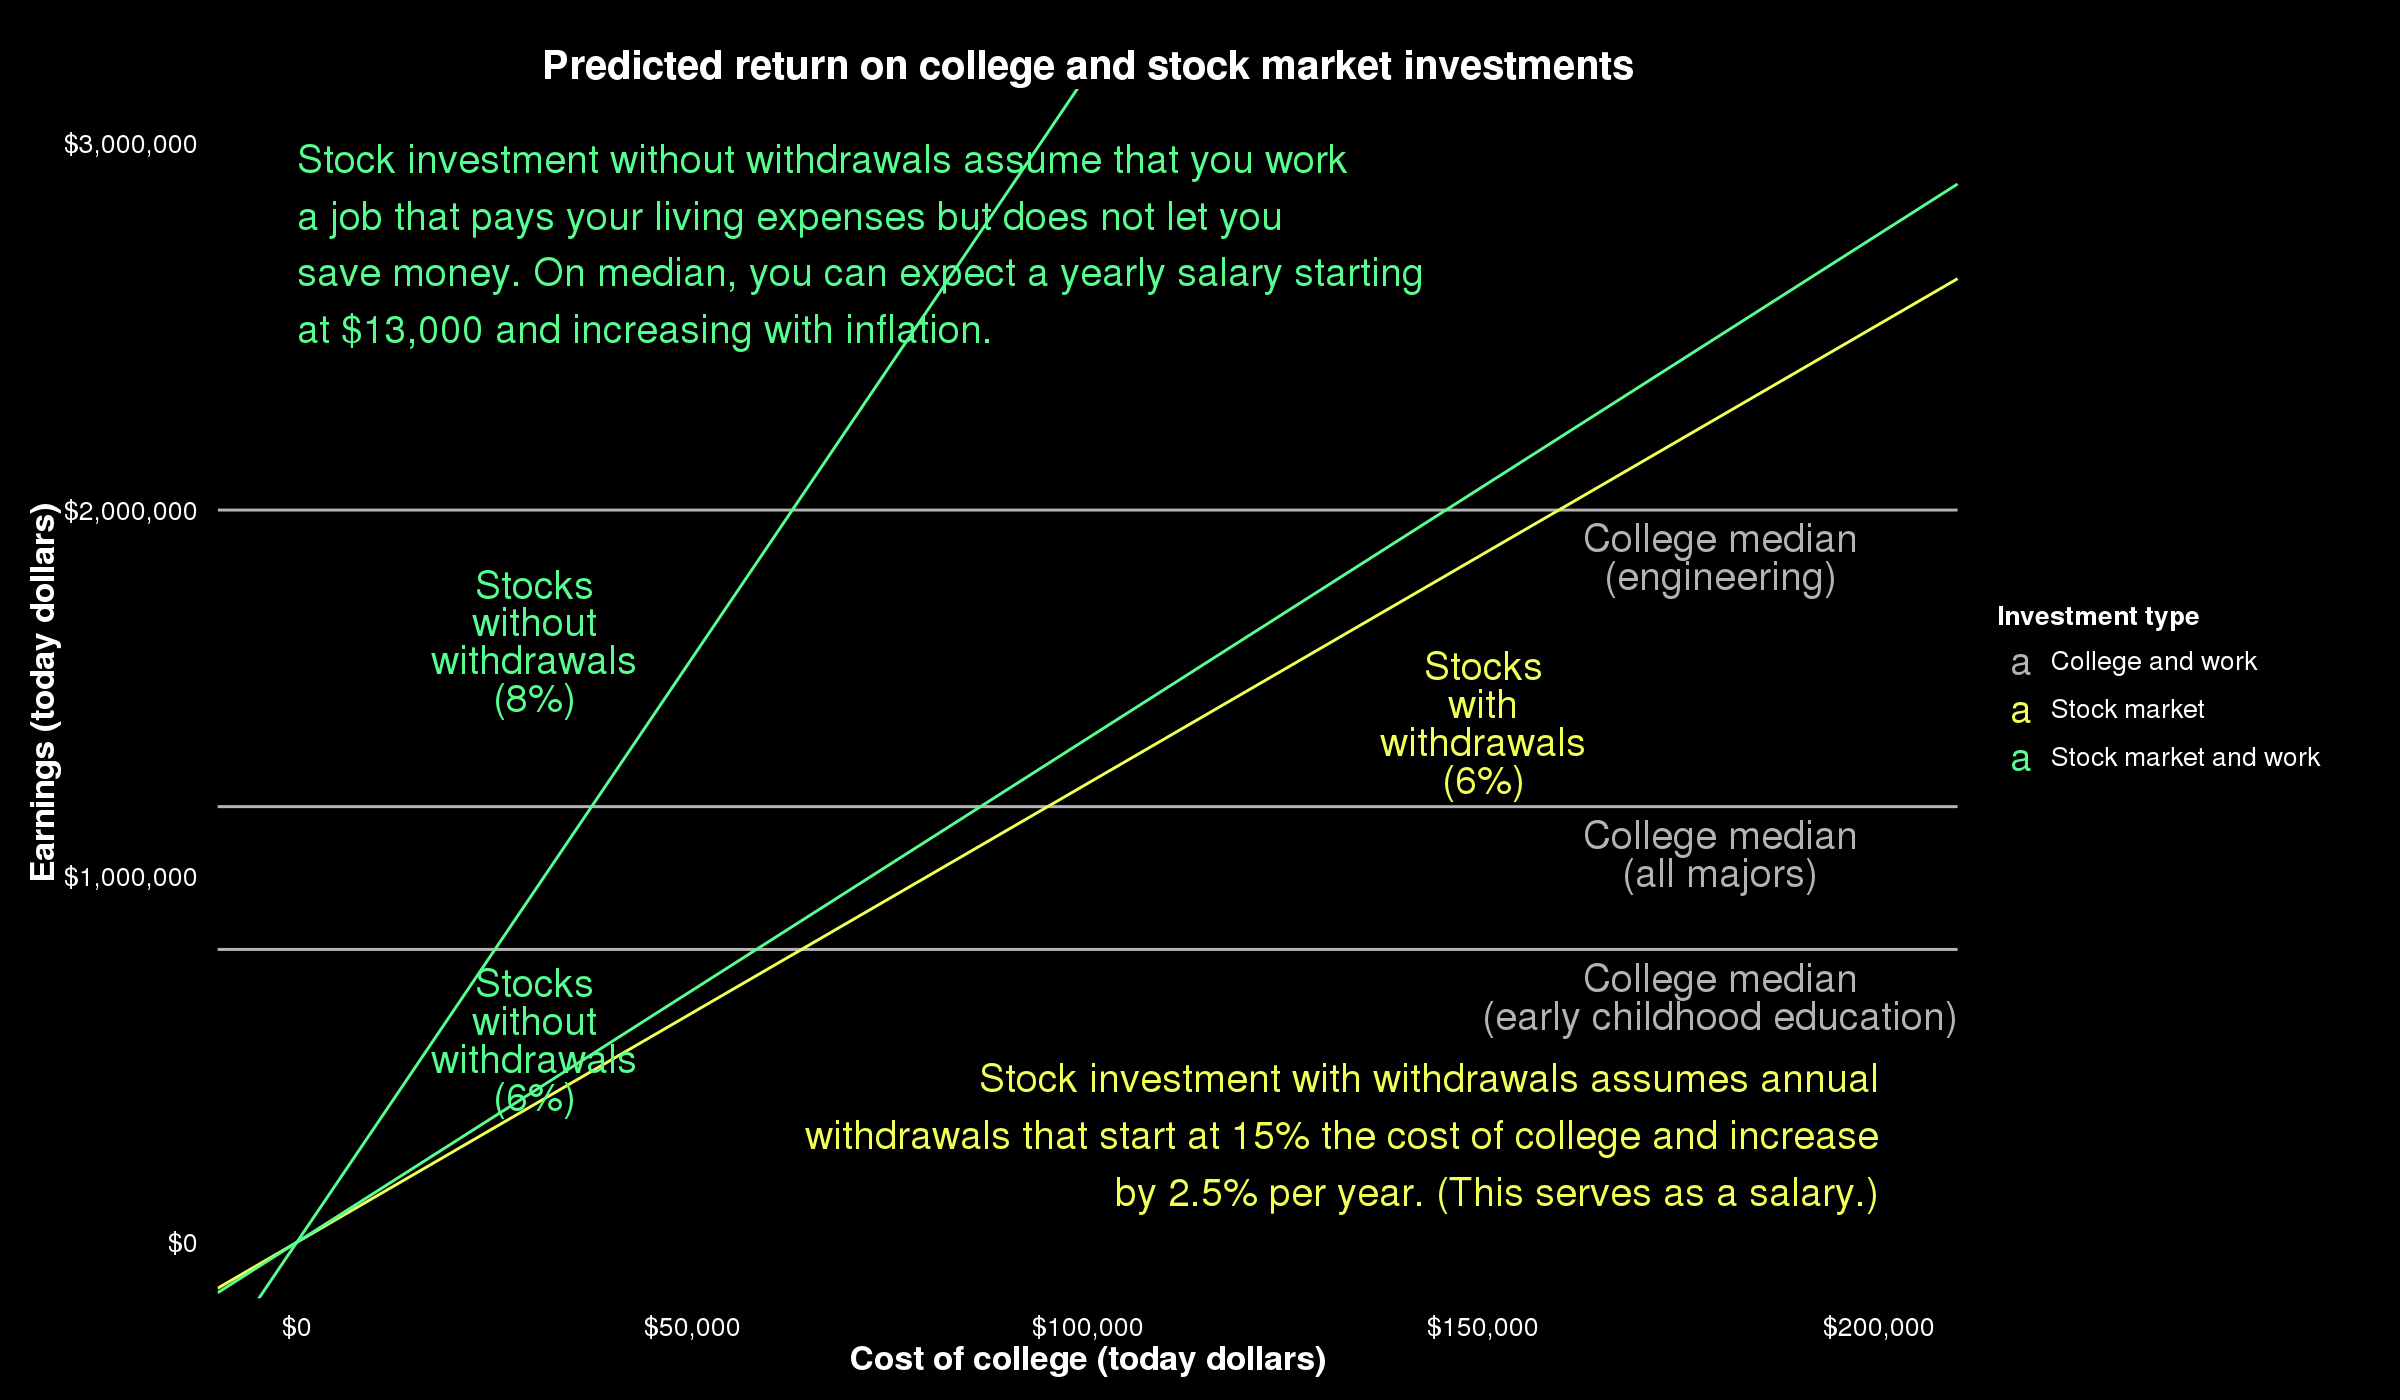 Predicted return on college and stock market investments
$3,000,000
Stock investment without withdrawals assume that you work
a job that pays your living expenses but does not let you
save money. On median, you can expect a yearly salary starting
at $13,000 and increasing with inflation.
Earnings (today dollars)
$2,000,000
College median
(engineering)
Stocks
without
withdrawals
(8%)
Stocks
with
withdrawals
(6%)
Investment type
a College and work
a Stock market
a Stock market and work
College median
(all majors)
$1,000,000
College median
(early childhood education)
Stocks
without
withdrawals
(6%)
Stock investment with withdrawals assumes annual
withdrawals that start at 15% the cost of college and increase
by 2.5% per year. (This serves as a salary.)
$0
$0 $50,000 $100,000 $150,000 $200,000
Cost of college (today dollars)